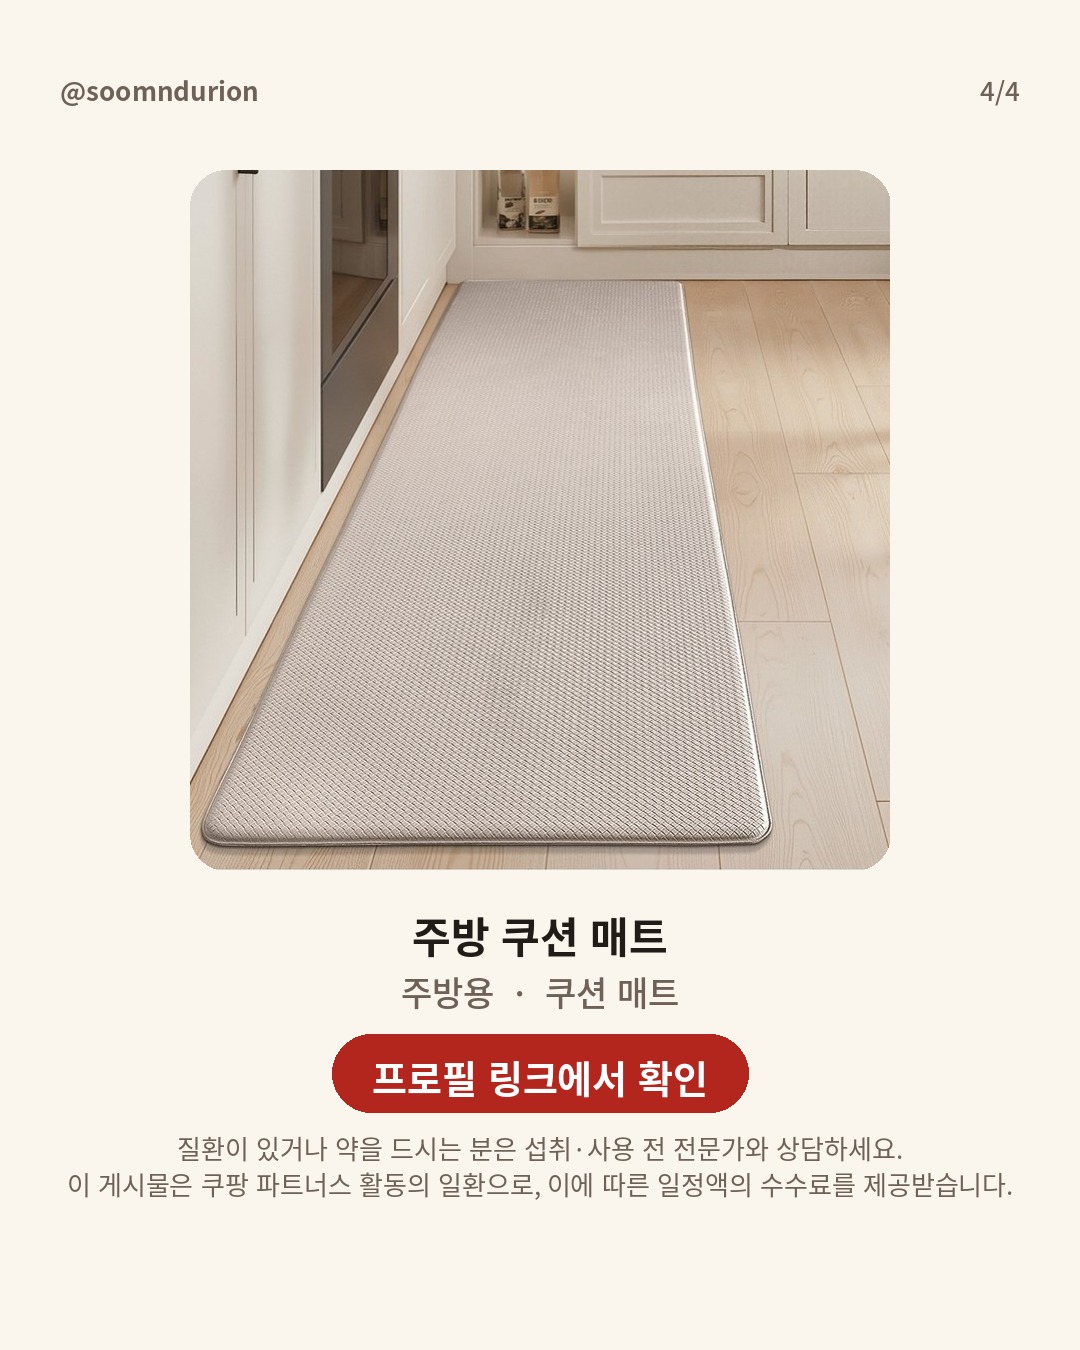 @soomndurion
4/4
주방 쿠션 매트
주방용 · 쿠션 매트
프로필 링크에서 확인
질환이 있거나 약을 드시는 분은 섭취·사용 전 전문가와 상담하세요.
이 게시물은 쿠팡 파트너스 활동의 일환으로, 이에 따른 일정액의 수수료를 제공받습니다.